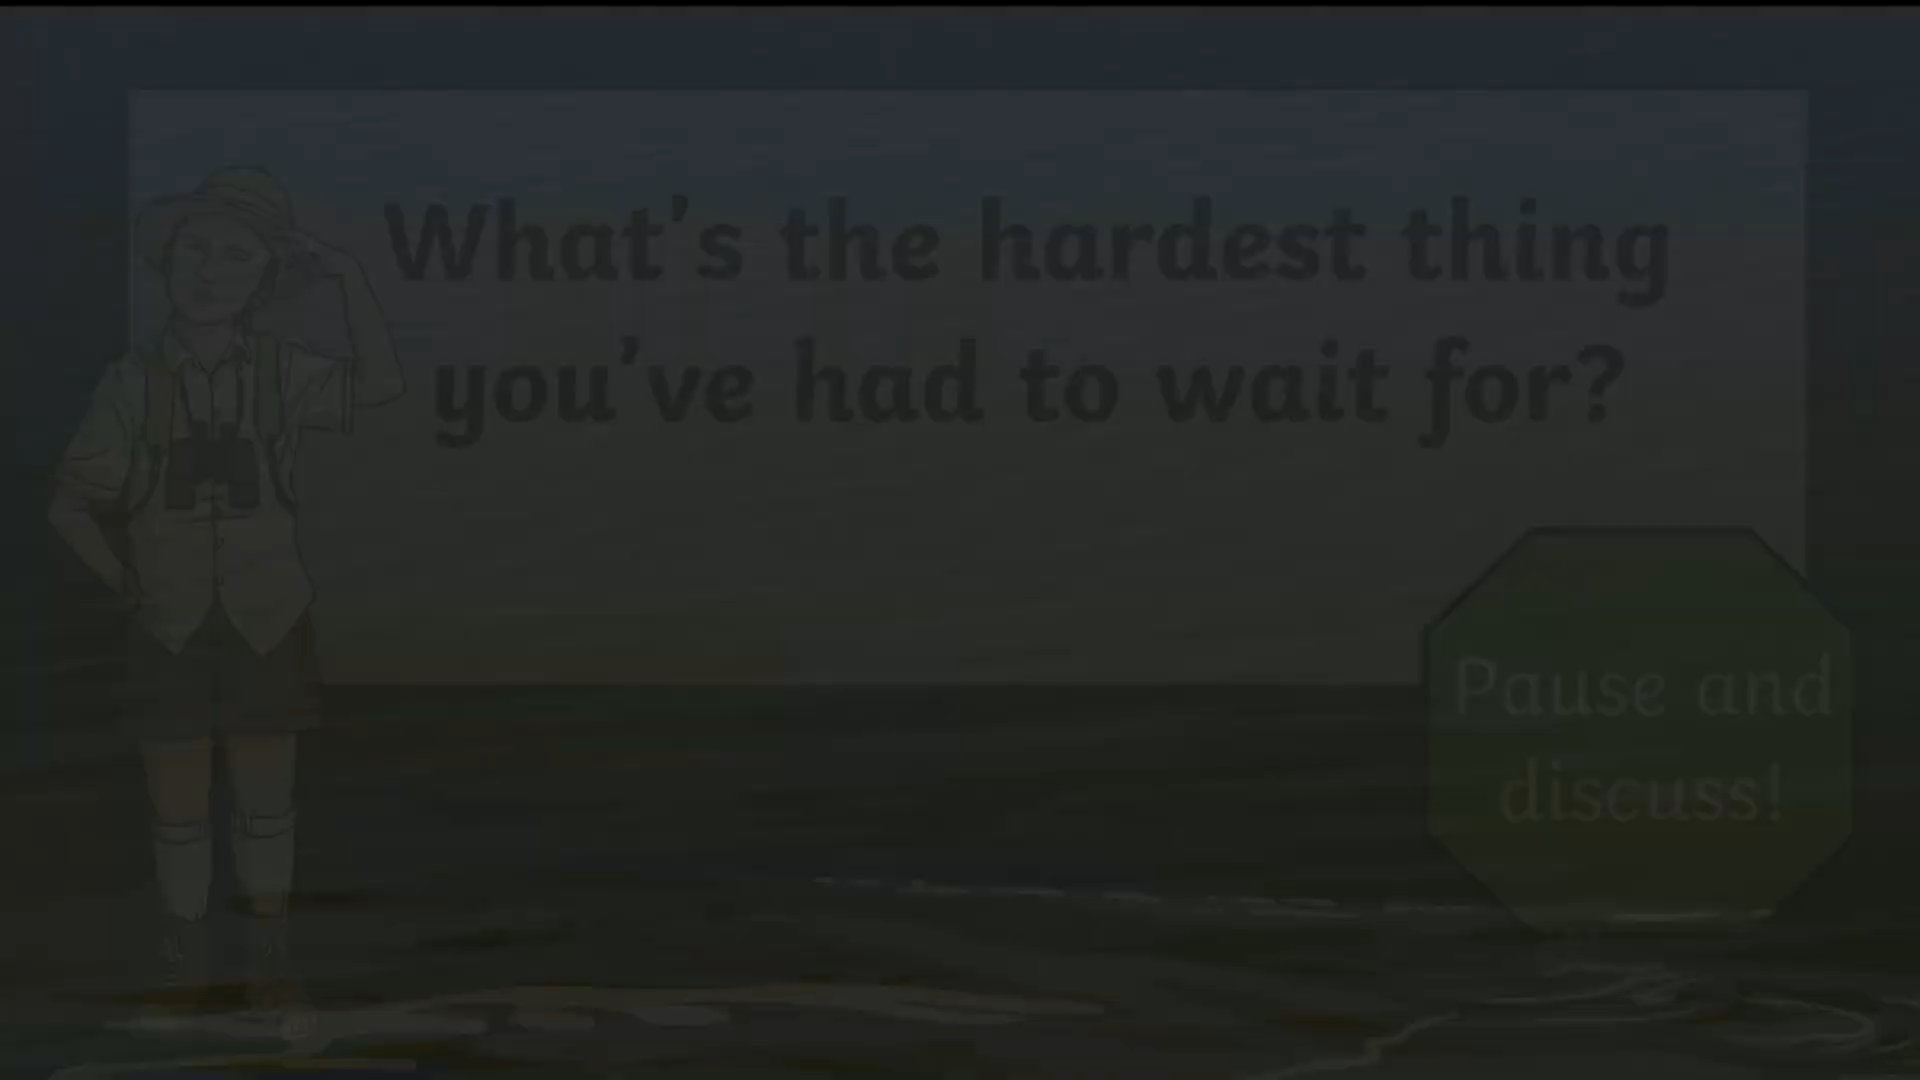 What's the hardest thing
you've had to wait for?
Pause and
discuss!